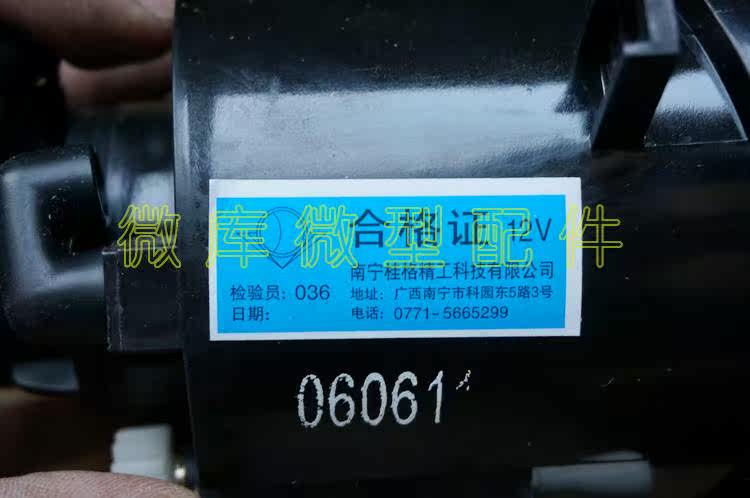 合格证 12V
微库微型配件
南宁桂格精工科技有限公司
检验员: 036 地址: 广西南宁市科园东5路3号
日期: 电话: 0771-5665299
06061